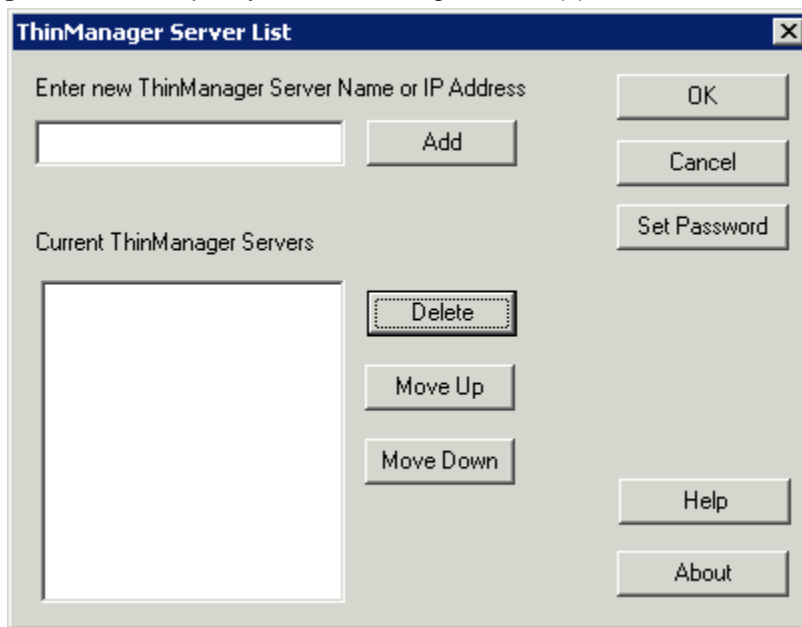 ThinManager Server List
Enter new ThinManager Server Name or IP Address
OK
Add
Cancel
Set Password
Current ThinManager Servers
Delete
Move Up
Move Down
Help
About